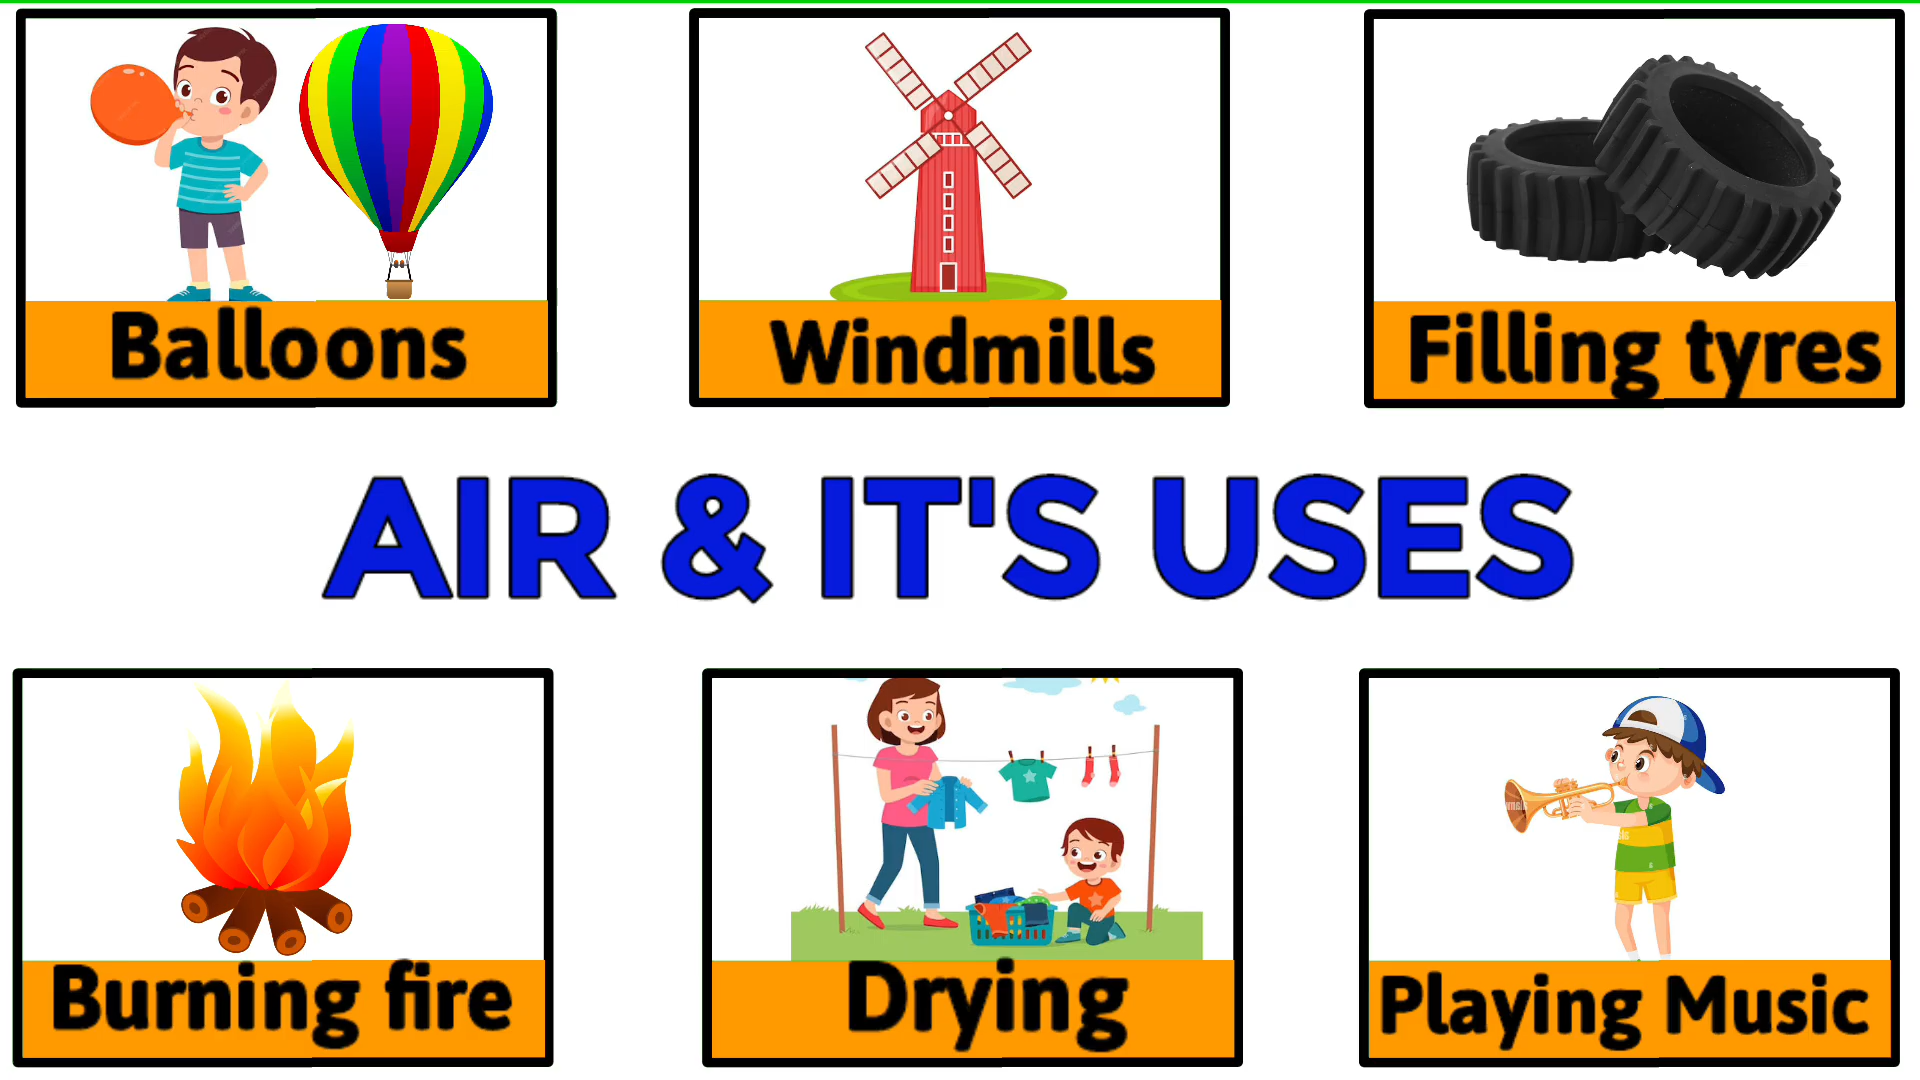 Balloons
Windmills
Filling tyres
AIR & IT'S USES
Burning fire
Drying
Playing Music